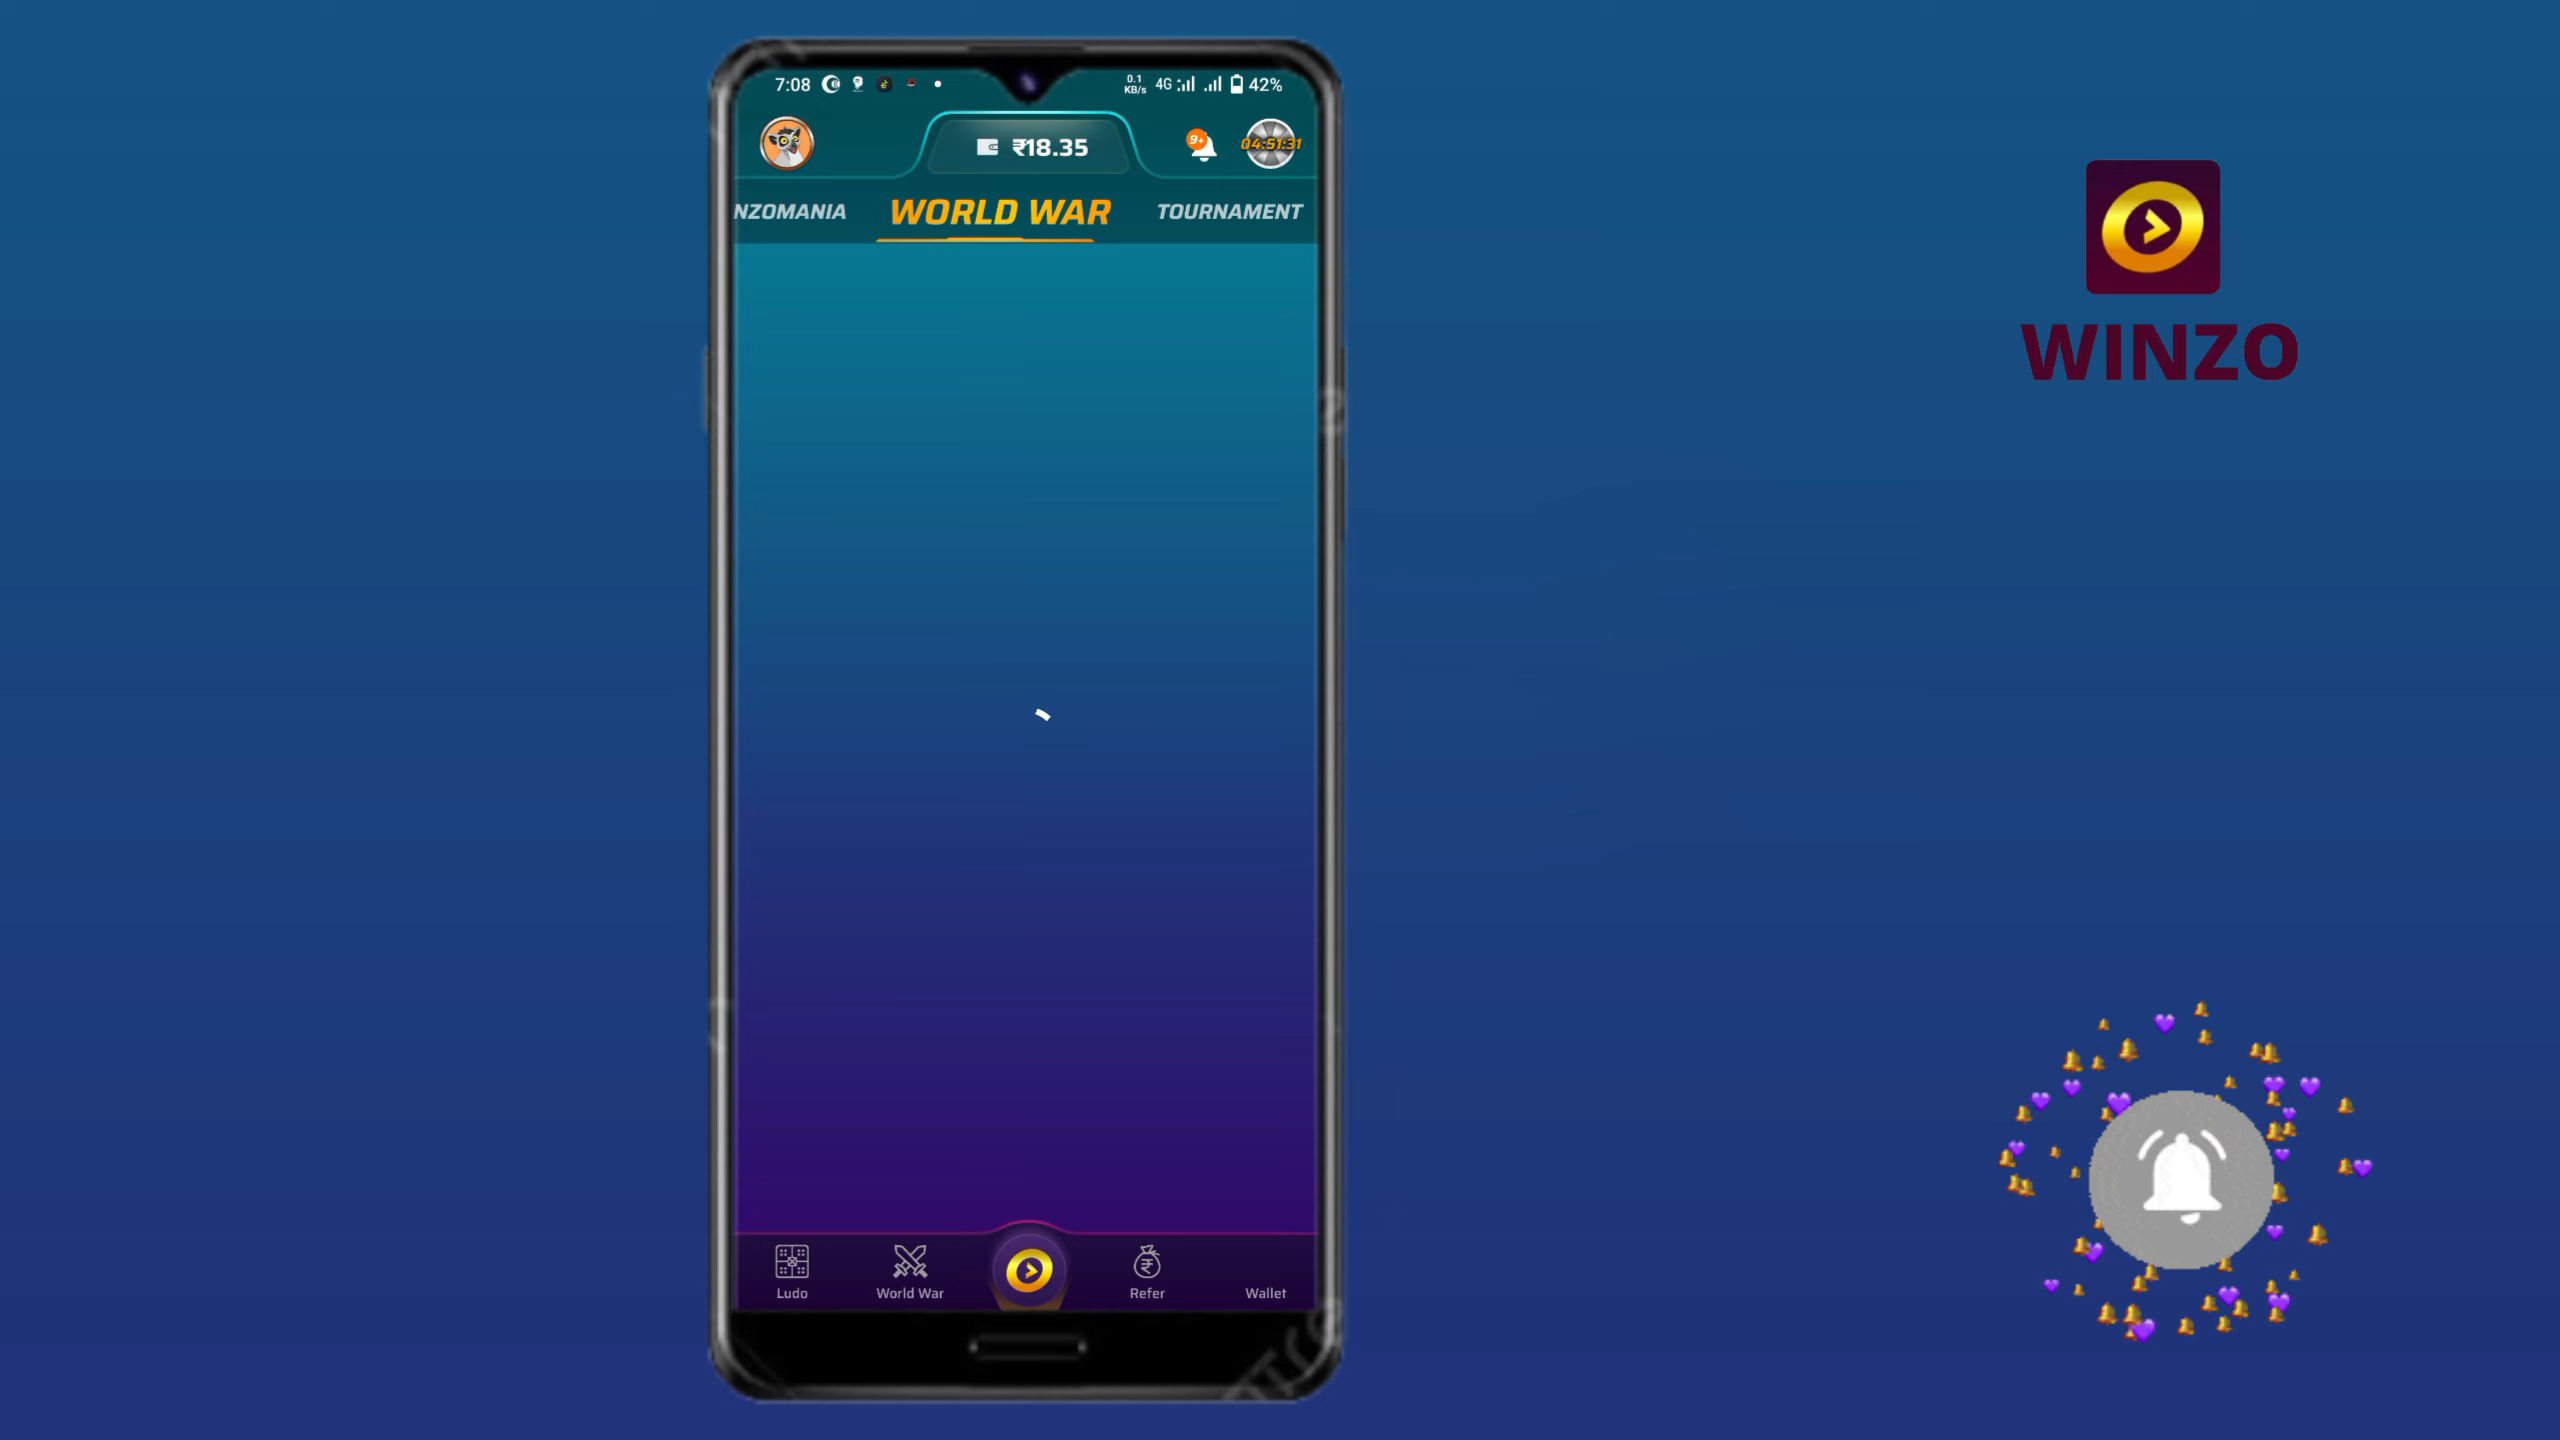 7:08
0.1 KB/s 4G 42%
₹18.35
9+
04:51:31
NZOMANIA
WORLD WAR
TOURNAMENT
Ludo
World War
Refer
Wallet
WINZO